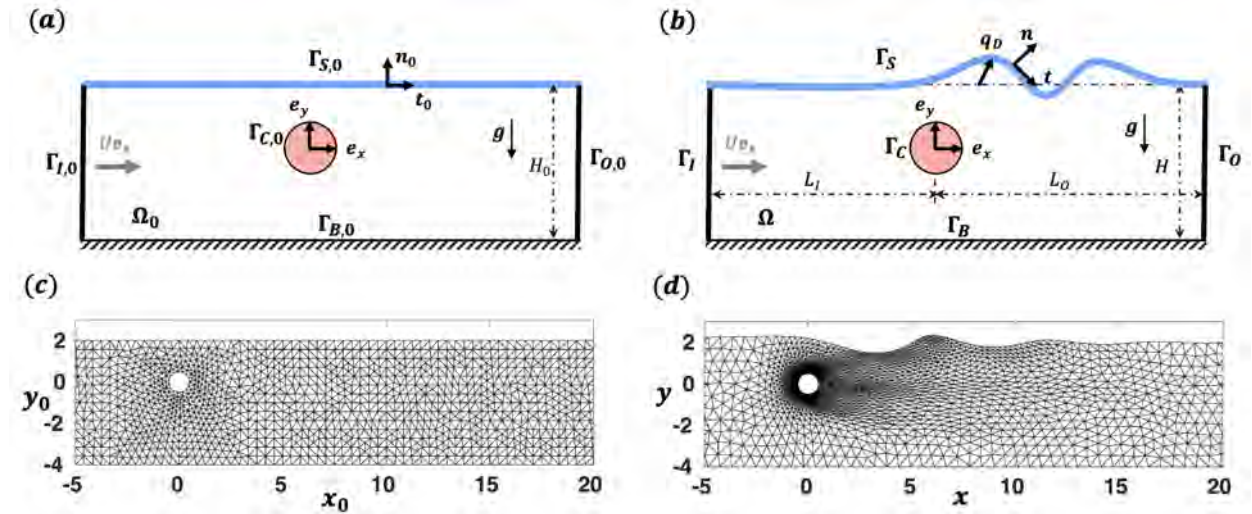 (a)
Γ_{S,0}
n_0
t_0
e_y
Γ_{C,0}
e_x
g
H_0
Γ_{I,0}
Ue_x
Γ_{O,0}
Ω_0
Γ_{B,0}
(b)
Γ_S
q_D
n
t
e_y
Γ_C
e_x
g
H
Γ_I
Ue_x
Γ_O
L_I
L_O
Ω
Γ_B
(c)
2
0
y_0
-2
-4
-5 0 5 10 15 20
x_0
(d)
2
0
y
-2
-4
-5 0 5 10 15 20
x